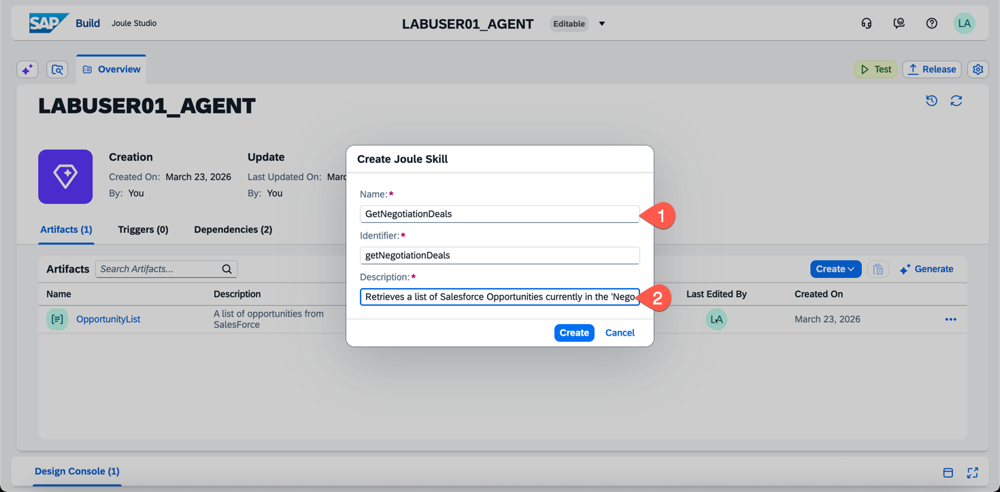 SAP Build Joule Studio LABUSER01_AGENT Editable LA
Overview Test Release
LABUSER01_AGENT
Creation Update
Created On: March 23, 2026 Last Updated On: Marc
By: You By: You
Artifacts (1) Triggers (0) Dependencies (2)
Create Joule Skill
Name:*
GetNegotiationDeals
1
Identifier:*
getNegotiationDeals
Description:*
Retrieves a list of Salesforce Opportunities currently in the 'Nego
2
Create Cancel
Artifacts Search Artifacts... Create Generate
Name Description Last Edited By Created On
OpportunityList A list of opportunities from
SalesForce LA March 23, 2026
Design Console (1)